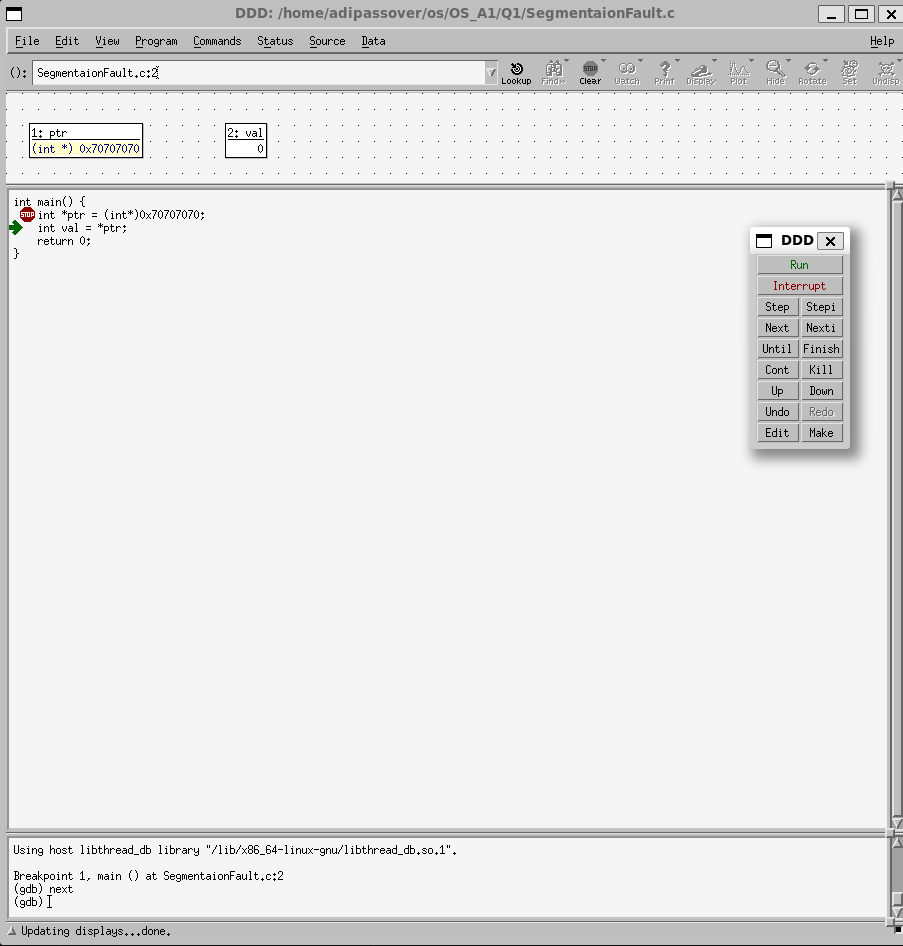 DDD: /home/adipassover/os/OS_A1/Q1/SegmentaionFault.c
File Edit View Program Commands Status Source Data Help
(): SegmentaionFault.c:2
Lookup Find>> Clear Watch Print Display Plot Hide Rotate Set Undisp
1: ptr
(int *) 0x70707070
2: val
0
int main() {
STOP int *ptr = (int*)0x70707070;
int val = *ptr;
return 0;
}
DDD
Run
Interrupt
Step Stepi
Next Nexti
Until Finish
Cont Kill
Up Down
Undo Redo
Edit Make
Using host libthread_db library "/lib/x86_64-linux-gnu/libthread_db.so.1".
Breakpoint 1, main () at SegmentaionFault.c:2
(gdb) next
(gdb)
Updating displays...done.